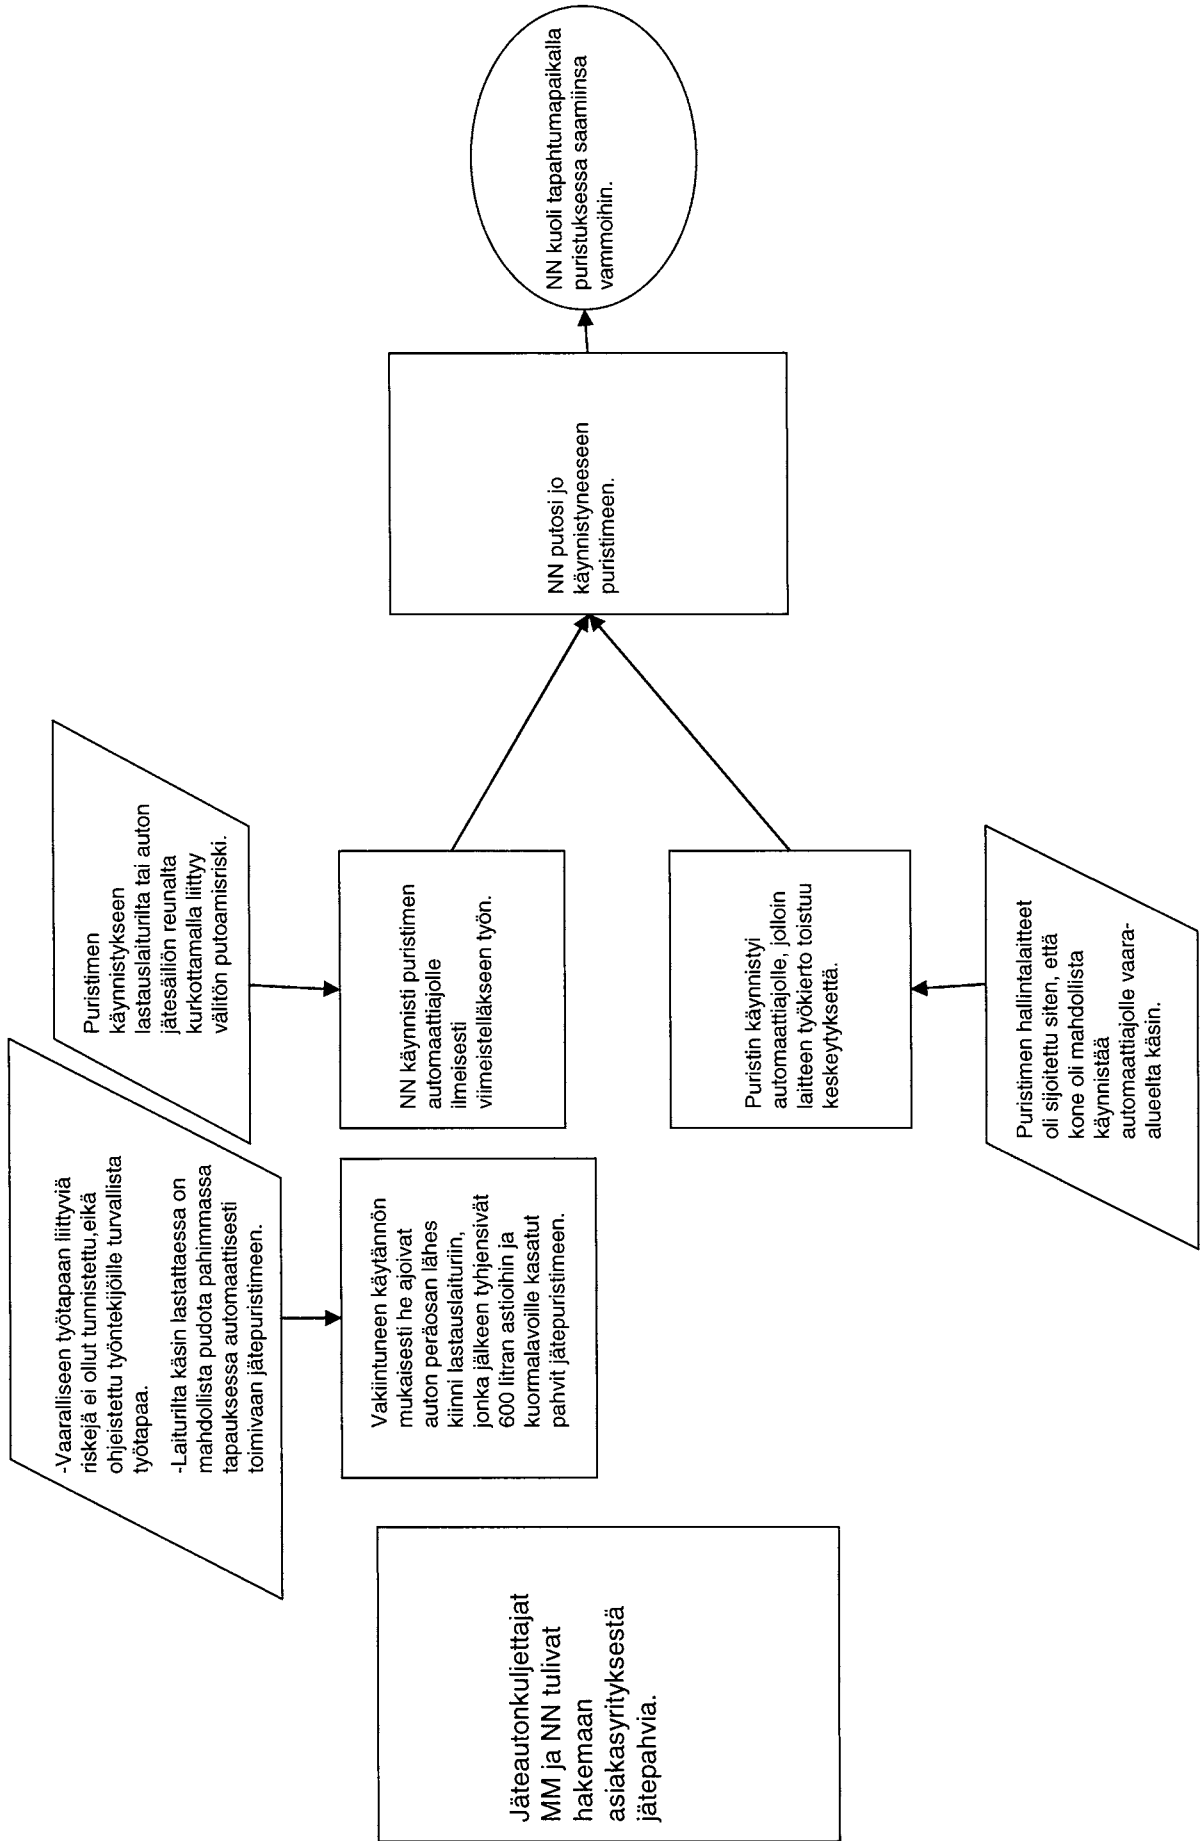 Jäteautonkuljettajat
MM ja NN tulivat
hakemaan
asiakasyrityksestä
jätepahvia.
-Vaaralliseen työtapaan liittyviä
riskejä ei ollut tunnistettu,eikä
ohjeistettu työntekijöille turvallista
työtapaa.
-Laiturilta käsin lastattaessa on
mahdollista pudota pahimmassa
tapauksessa automaattisesti
toimivaan jätepuristimeen.
Vakiintuneen käytännön
mukaisesti he ajoivat
auton peräosan lähes
kiinni lastauslaituriin,
jonka jälkeen tyhjensivät
600 litran astioihin ja
kuormalavoille kasatut
pahvit jätepuristimeen.
Puristimen
käynnistykseen
lastauslaiturilta tai auton
jätesäiliön reunalta
kurkottamalla liittyy
välitön putoamisriski.
NN käynnisti puristimen
automaattiajolle
ilmeisesti
viimeistelläkseen työn.
Puristin käynnistyi
automaattiajolle, jolloin
laitteen työkierto toistuu
keskeytyksettä.
Puristimen hallintalaitteet
oli sijoitettu siten, että
kone oli mahdollista
käynnistää
automaattiajolle vaara-
alueelta käsin.
NN putosi jo
käynnistyneeseen
puristimeen.
NN kuoli tapahtumapaikalla
puristuksessa saamiinsa
vammoihin.